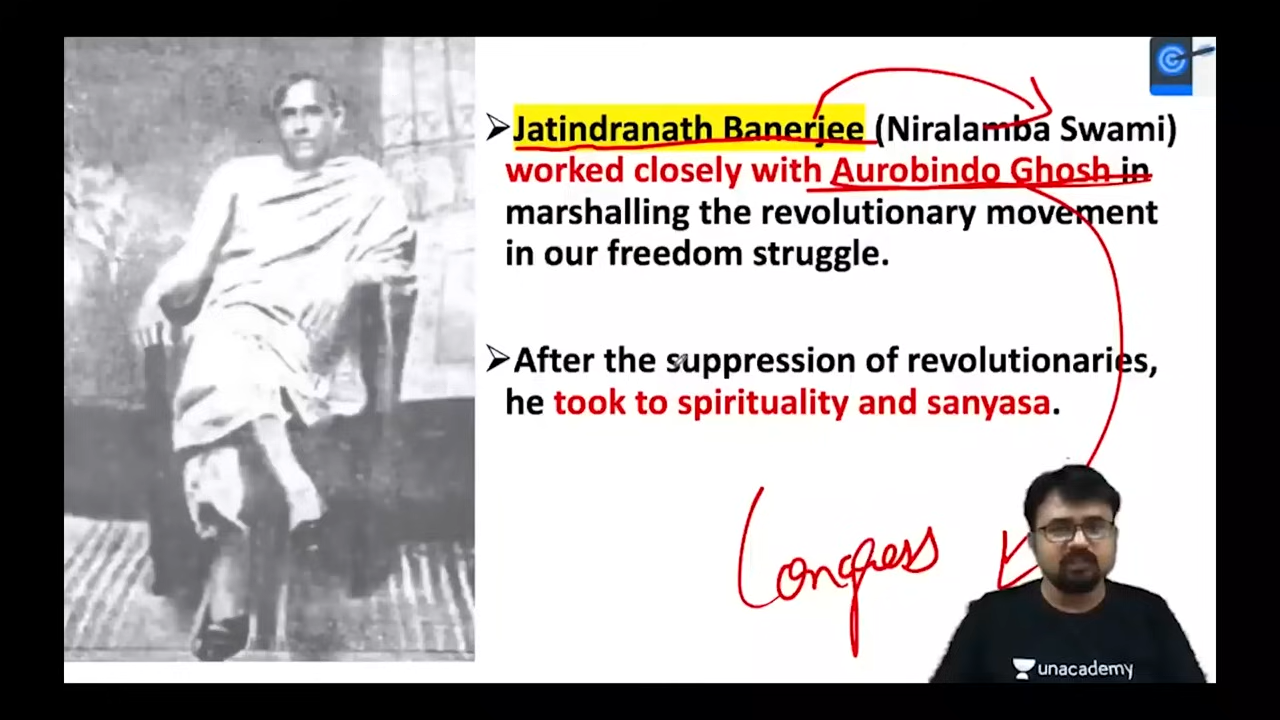 ➢Jatindranath Banerjee (Niralamba Swami)
worked closely with Aurobindo Ghosh in
marshalling the revolutionary movement
in our freedom struggle.
➢After the suppression of revolutionaries,
he took to spirituality and sanyasa.
Congress
unacademy